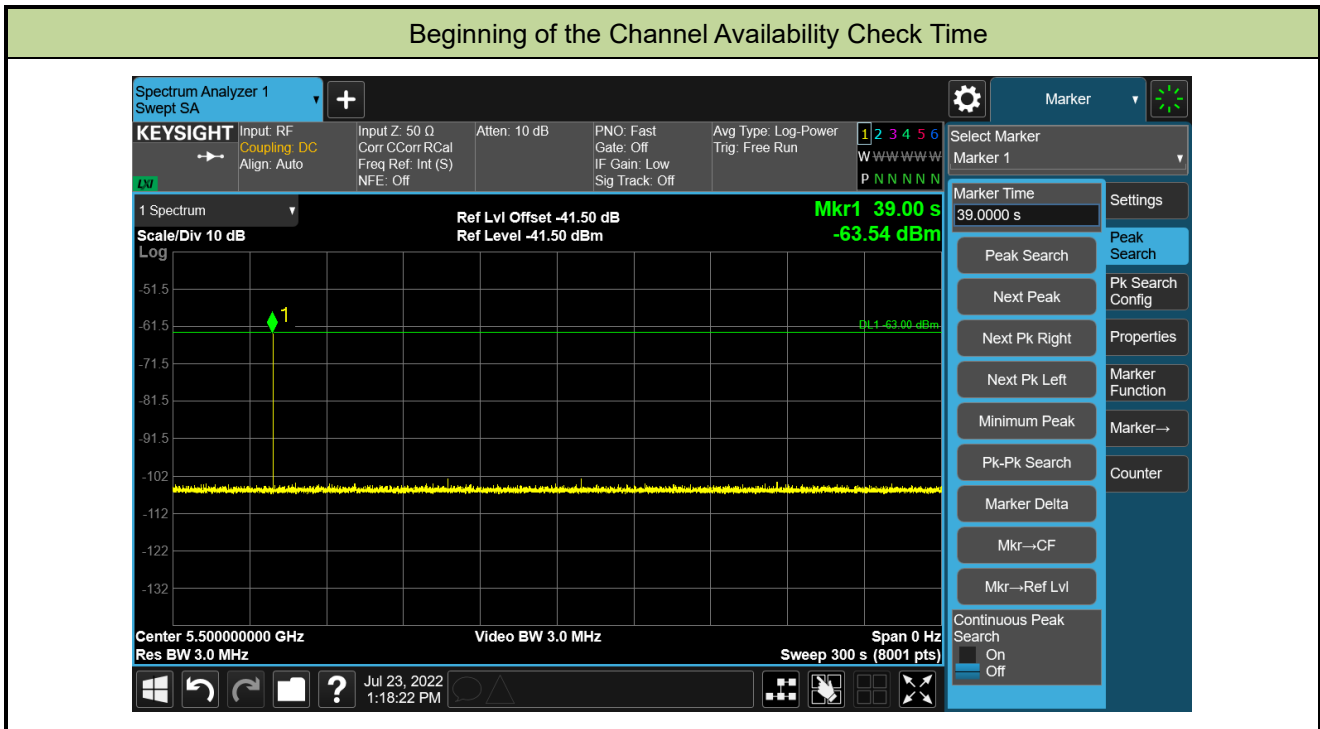 Beginning of the Channel Availability Check Time
Spectrum Analyzer 1
Swept SA
Marker
KEYSIGHT
LXI
Input: RF
Coupling: DC
Align: Auto
Input Z: 50 Ω
Corr CCorr RCal
Freq Ref: Int (S)
NFE: Off
Atten: 10 dB
PNO: Fast
Gate: Off
IF Gain: Low
Sig Track: Off
Avg Type: Log-Power
Trig: Free Run
1 2 3 4 5 6
W W W W W W
P N N N N N
Select Marker
Marker 1
1 Spectrum
Scale/Div 10 dB
Log
Ref Lvl Offset -41.50 dB
Ref Level -41.50 dBm
Mkr1 39.00 s
-63.54 dBm
-51.5
-61.5
-71.5
-81.5
-91.5
-102
-112
-122
-132
1
DL1 -63.00 dBm
Center 5.500000000 GHz
Res BW 3.0 MHz
Video BW 3.0 MHz
Span 0 Hz
Sweep 300 s (8001 pts)
Marker Time
39.0000 s
Peak Search
Next Peak
Next Pk Right
Next Pk Left
Minimum Peak
Pk-Pk Search
Marker Delta
Mkr→CF
Mkr→Ref Lvl
Continuous Peak
Search
On
Off
Settings
Peak
Search
Pk Search
Config
Properties
Marker
Function
Marker→
Counter
?
Jul 23, 2022
1:18:22 PM